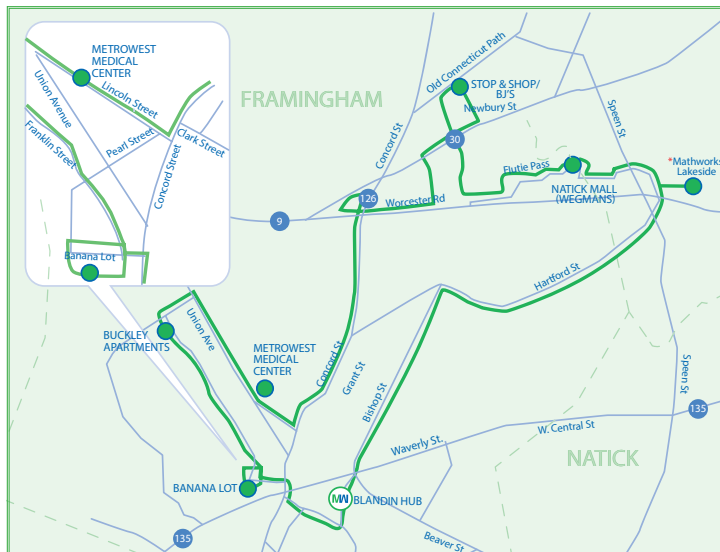 METROWEST
MEDICAL
CENTER
Lincoln Street
Union Avenue
Franklin Street
Pearl Street
Clark Street
Concord Street
Banana Lot
FRAMINGHAM
Old Connecticut Path
STOP & SHOP/
BJ'S
Newbury St
Concord St
30
Speen St
Flutie Pass
*Mathworks
Lakeside
NATICK MALL
(WEGMANS)
126
Worcester Rd
9
Hartford St
BUCKLEY
APARTMENTS
Union Ave
METROWEST
MEDICAL
CENTER
Concord St
Grant St
Bishop St
Speen St
135
W. Central St
Waverly St.
NATICK
BANANA LOT
MW
BLANDIN HUB
135
Beaver St